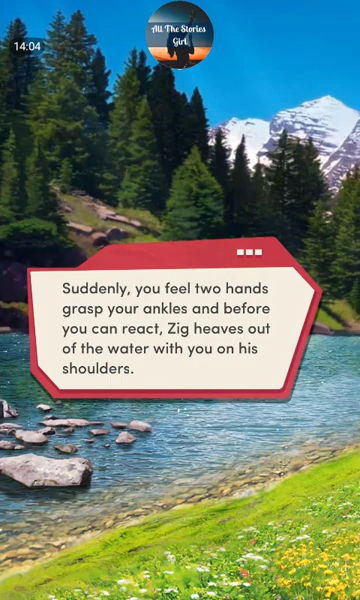 All The Stories
Girl
14:04
Suddenly, you feel two hands
grasp your ankles and before
you can react, Zig heaves out
of the water with you on his
shoulders.